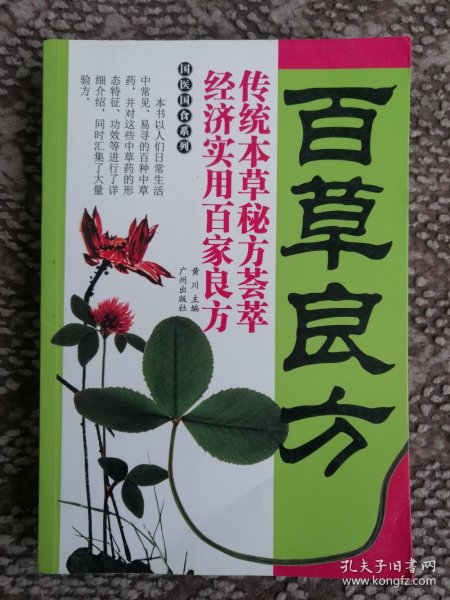 百草良方
传统本草秘方荟萃
经济实用百家良方
国医国食系列
黄川 主编
广州出版社
本书以人们日常生活
中常见、易寻的百种中草
药，并对这些中草药的形
态特征、功效等进行了详
细介绍，同时汇集了大量
验方。
孔夫子旧书网
www.kongfz.com